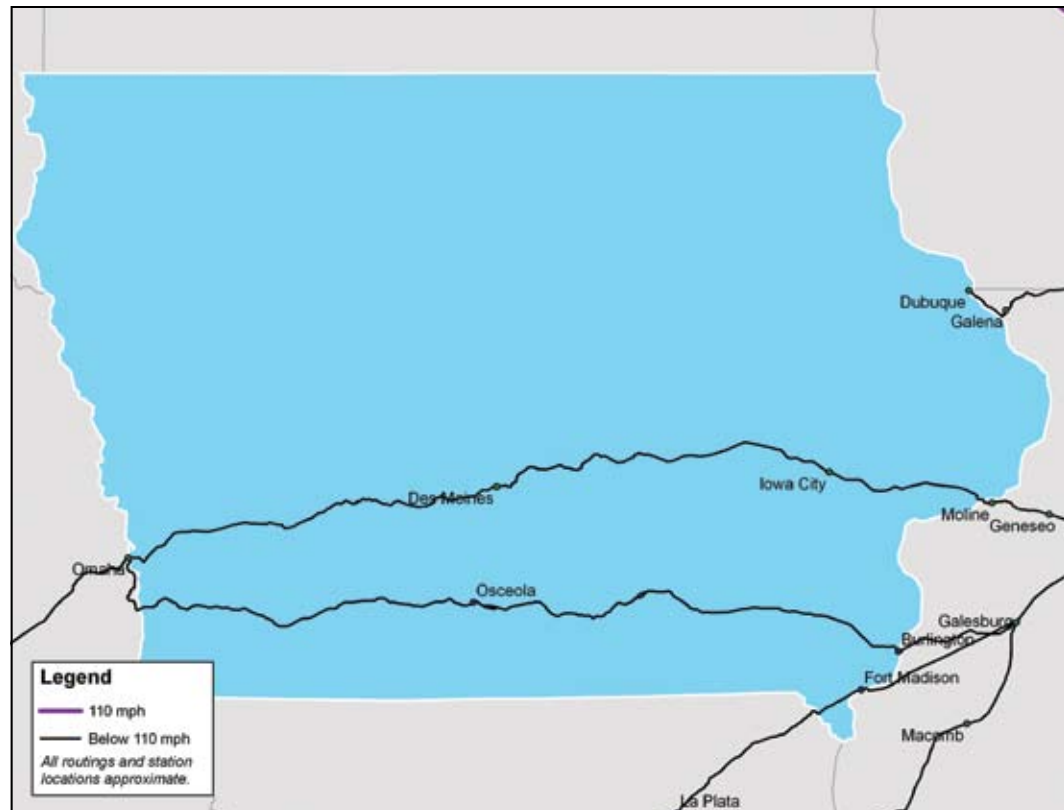 Dubuque
Galena
Des Moines
Iowa City
Moline
Geneseo
Omaha
Osceola
Galesburg
Burlington
Fort Madison
Macomb
La Plata
Legend
110 mph
Below 110 mph
All routings and station
locations approximate.